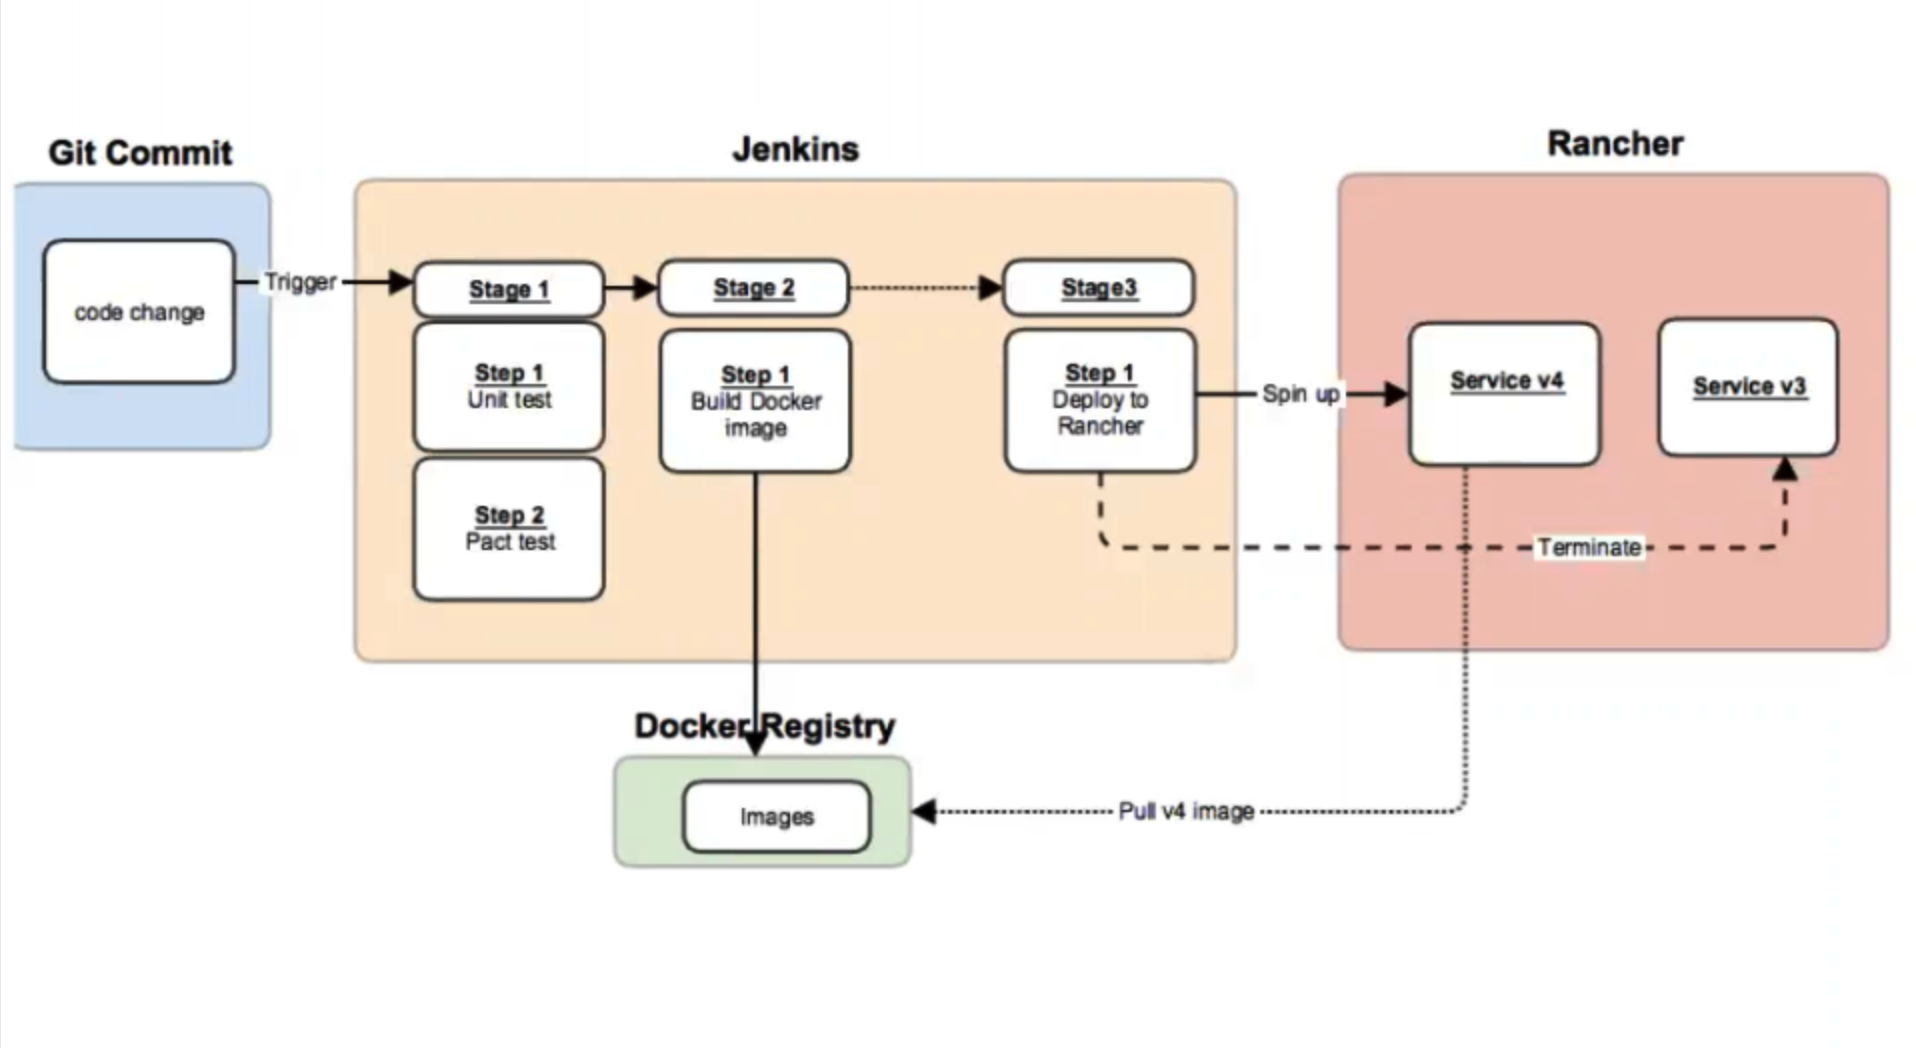 Git Commit
Jenkins
Rancher
code change
Trigger
Stage 1
Stage 2
Stage3
Step 1
Unit test
Step 2
Pact test
Step 1
Build Docker
image
Step 1
Deploy to
Rancher
Spin up
Service v4
Service v3
Terminate
Docker Registry
Images
Pull v4 image